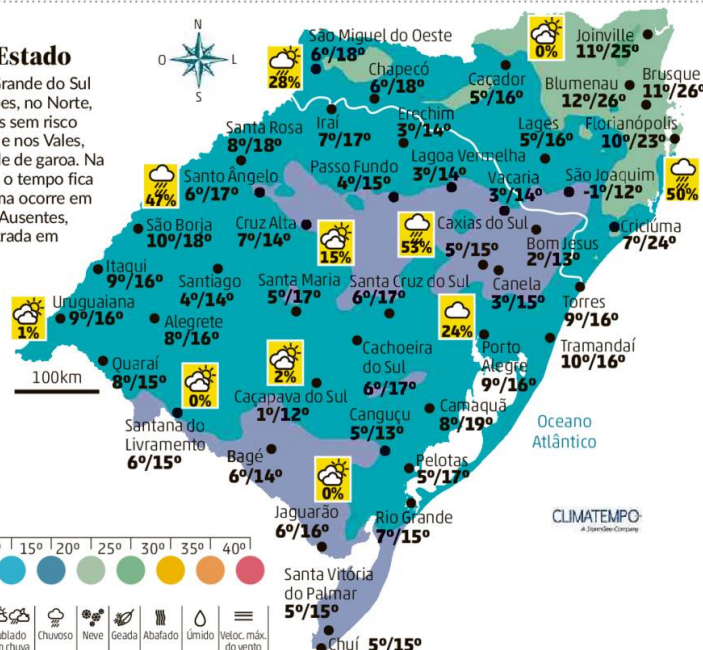 N
O
L
S
Estado
Grande do Sul
es, no Norte,
s sem risco
e nos Vales,
de de garoa. Na
o tempo fica
ma ocorre em
Ausentes,
rada em
São Miguel do Oeste
6º/18º
28%
Chapecó
6º/18º
Caçador
5º/16º
0%
Joinville
11º/25º
Blumenau
12º/26º
Brusque
11º/26º
Iraí
7º/17º
Erechim
3º/14º
Lages
5º/16º
Florianópolis
10º/23º
50%
Santa Rosa
8º/18º
Passo Fundo
4º/15º
Lagoa Vermelha
3º/14º
Vacaria
3º/14º
São Joaquim
-1º/12º
47%
Santo Ângelo
6º/17º
São Borja
10º/18º
Cruz Alta
7º/14º
15%
53%
Caxias do Sul
5º/15º
Bom Jesus
2º/13º
Criciúma
7º/24º
Itaqui
9º/16º
Santiago
4º/14º
Santa Maria
5º/17º
Santa Cruz do Sul
6º/17º
Canela
3º/15º
Torres
9º/16º
1%
Uruguaiana
9º/16º
Alegrete
8º/16º
24%
Porto
Alegre
9º/16º
Tramandaí
10º/16º
Quaraí
8º/15º
100km
0%
2%
Cachoeira
do Sul
6º/17º
Caçapava do Sul
1º/12º
Canguçu
5º/13º
Camaquã
8º/19º
Oceano
Atlântico
Santana do
Livramento
6º/15º
Bagé
6º/14º
0%
Pelotas
5º/17º
Jaguarão
6º/16º
Rio Grande
7º/15º
CLIMATEMPO
A StormGeo Company
Santa Vitória
do Palmar
5º/15º
Chuí 5º/15º
15º 20º 25º 30º 35º 40º
Chuvoso
Neve
Geada
Abafado
Úmido
Veloc. máx.
do vento